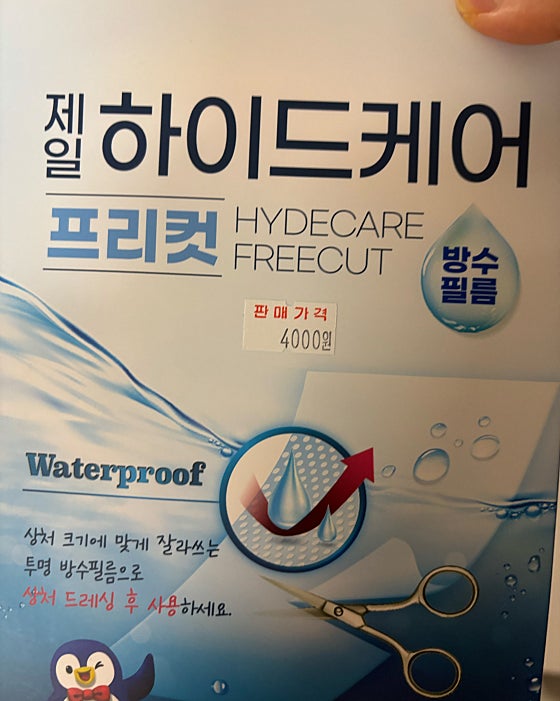 제일
하이드케어
프리컷
HYDECARE
FREECUT
방수
필름
판매가격
4000원
Waterproof
상처 크기에 맞게 잘라쓰는
투명 방수필름으로
상처 드레싱 후 사용하세요.